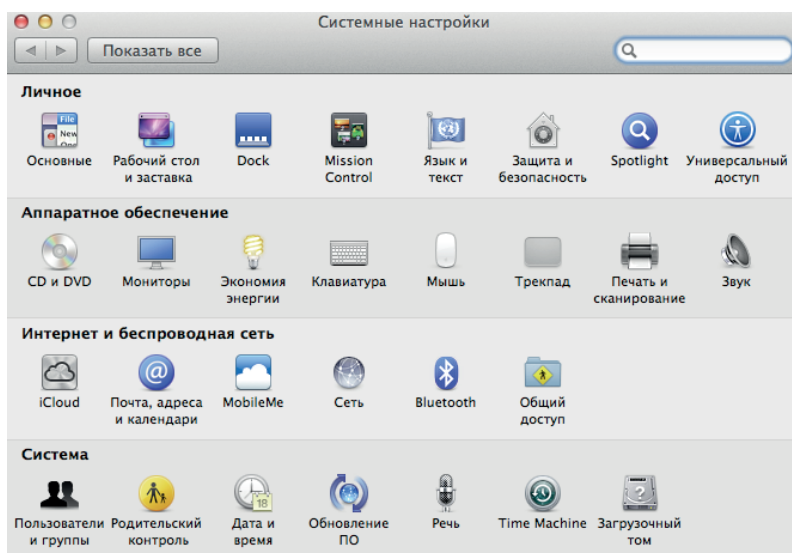 Системные настройки
Показать все
Личное
Основные
Рабочий стол
и заставка
Dock
Mission
Control
Язык и
текст
Защита и
безопасность
Spotlight
Универсальный
доступ
Аппаратное обеспечение
CD и DVD
Мониторы
Экономия
энергии
Клавиатура
Мышь
Трекпад
Печать и
сканирование
Звук
Интернет и беспроводная сеть
iCloud
Почта, адреса
и календари
MobileMe
Сеть
Bluetooth
Общий
доступ
Система
Пользователи
и группы
Родительский
контроль
Дата и
время
Обновление
ПО
Речь
Time Machine
Загрузочный
том